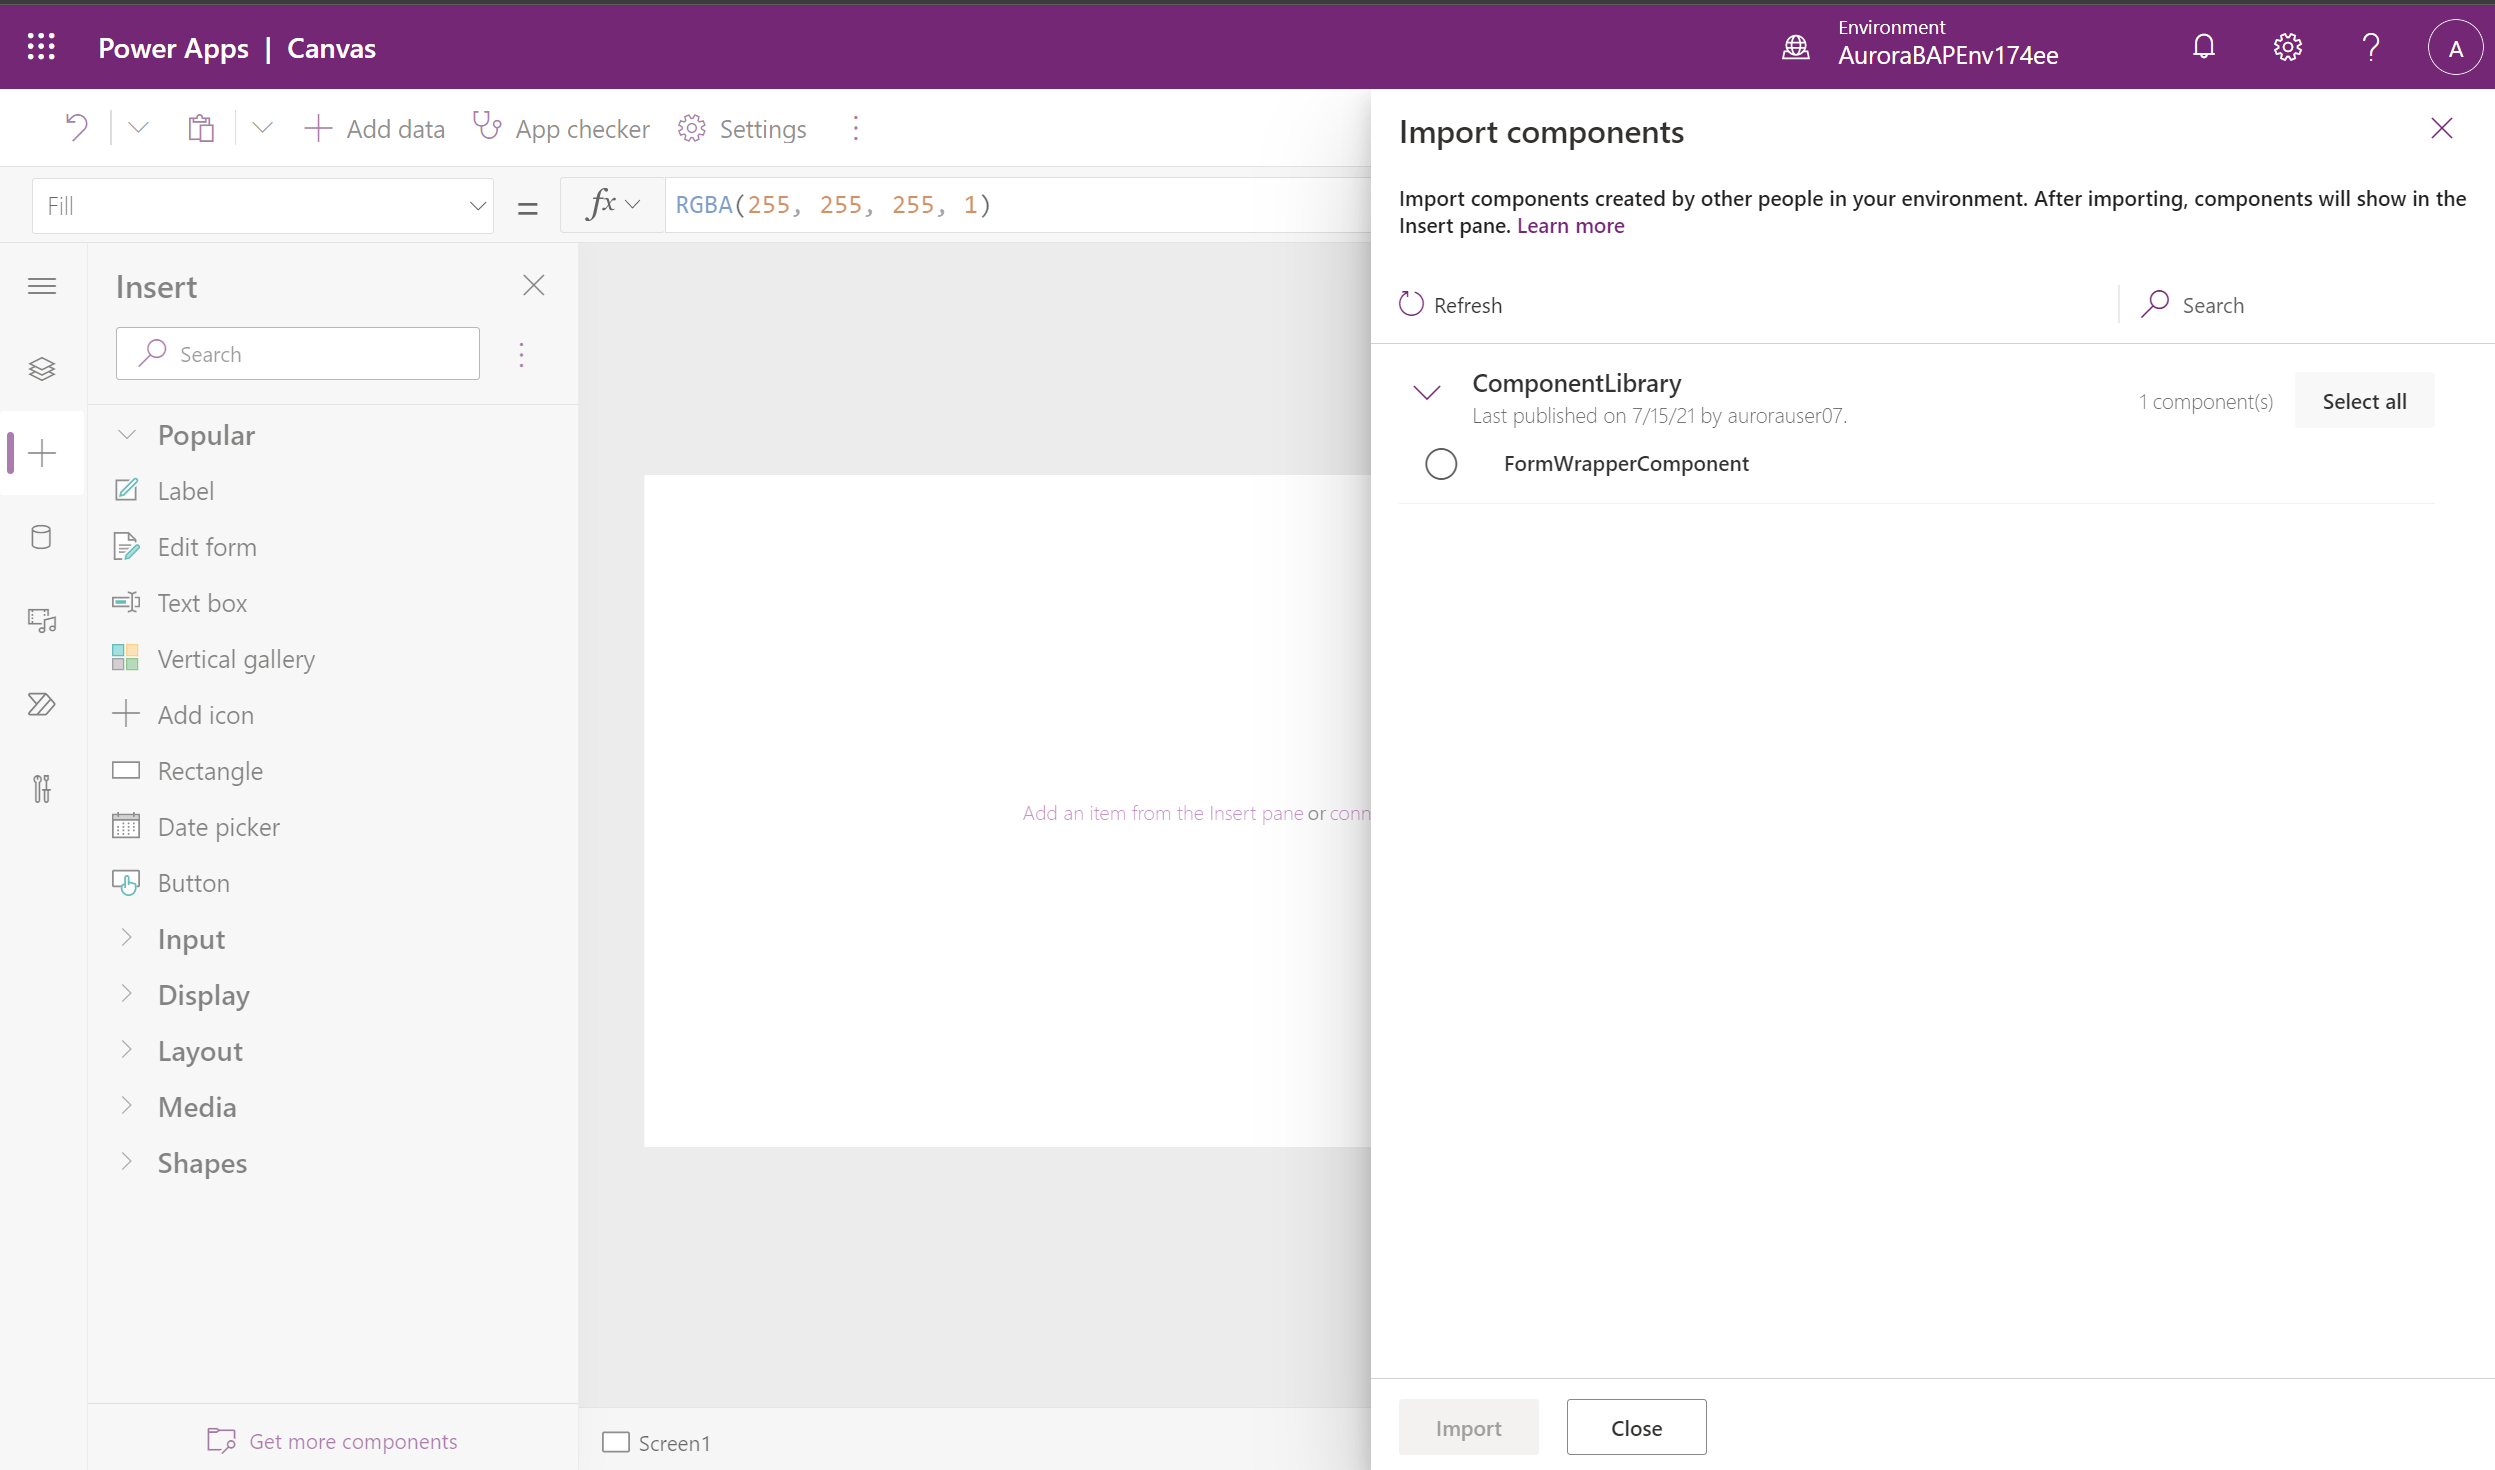 Power Apps | Canvas
Environment
AuroraBAPEnv174ee
A
Add data
App checker
Settings
Fill
=
fx
RGBA(255, 255, 255, 1)
Insert
Search
Popular
Label
Edit form
Text box
Vertical gallery
Add icon
Rectangle
Date picker
Button
Input
Display
Layout
Media
Shapes
Get more components
Add an item from the Insert pane or conn
Screen1
Import components
Import components created by other people in your environment. After importing, components will show in the
Insert pane. Learn more
Refresh
Search
ComponentLibrary
Last published on 7/15/21 by aurorauser07.
1 component(s)
Select all
FormWrapperComponent
Import
Close